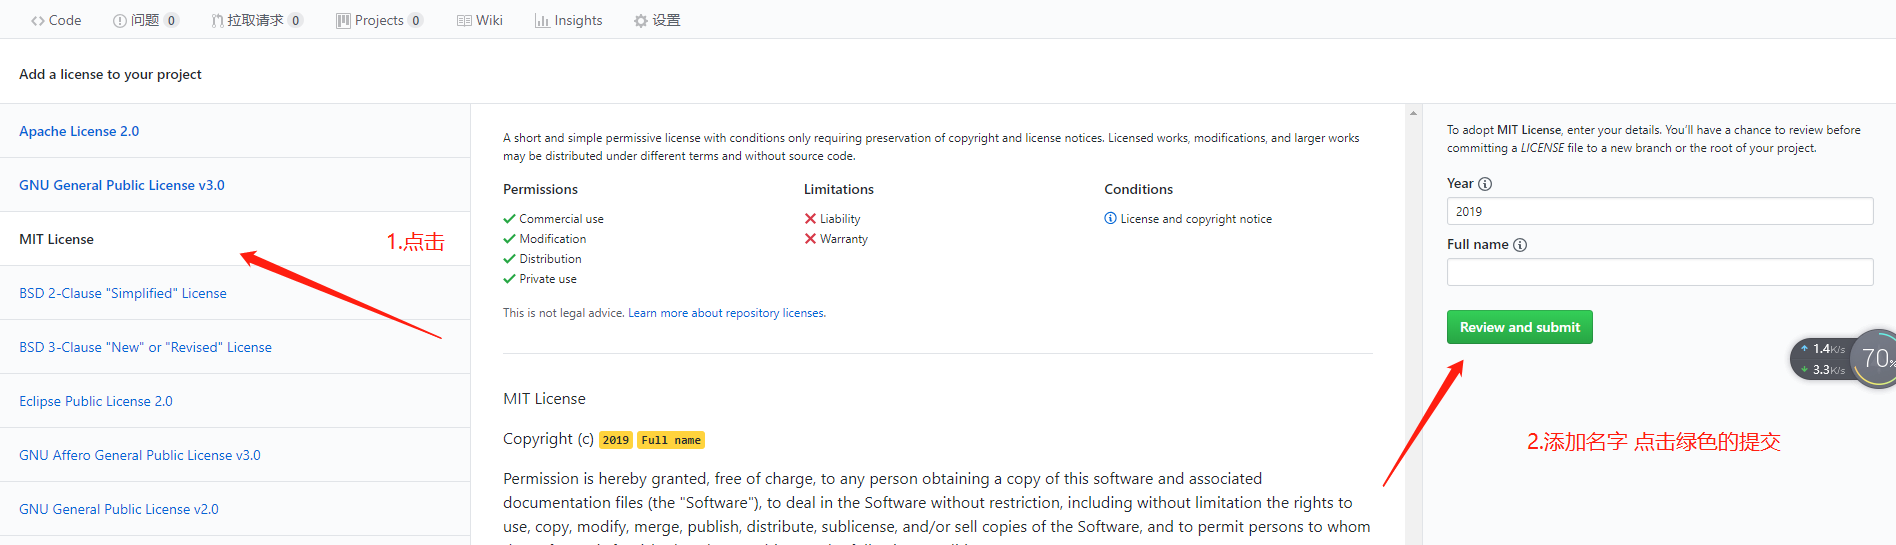 Code 问题 0 拉取请求 0 Projects 0 Wiki Insights 设置
Add a license to your project
Apache License 2.0
GNU General Public License v3.0
MIT License
1.点击
BSD 2-Clause "Simplified" License
BSD 3-Clause "New" or "Revised" License
Eclipse Public License 2.0
GNU Affero General Public License v3.0
GNU General Public License v2.0
A short and simple permissive license with conditions only requiring preservation of copyright and license notices. Licensed works, modifications, and larger works
may be distributed under different terms and without source code.
Permissions
Commercial use
Modification
Distribution
Private use
Limitations
Liability
Warranty
Conditions
License and copyright notice
This is not legal advice. Learn more about repository licenses.
MIT License
Copyright (c) 2019 Full name
Permission is hereby granted, free of charge, to any person obtaining a copy of this software and associated
documentation files (the "Software"), to deal in the Software without restriction, including without limitation the rights to
use, copy, modify, merge, publish, distribute, sublicense, and/or sell copies of the Software, and to permit persons to whom
To adopt MIT License, enter your details. You'll have a chance to review before
committing a LICENSE file to a new branch or the root of your project.
Year
2019
Full name
Review and submit
1.4K/s
3.3K/s
70%
2.添加名字 点击绿色的提交